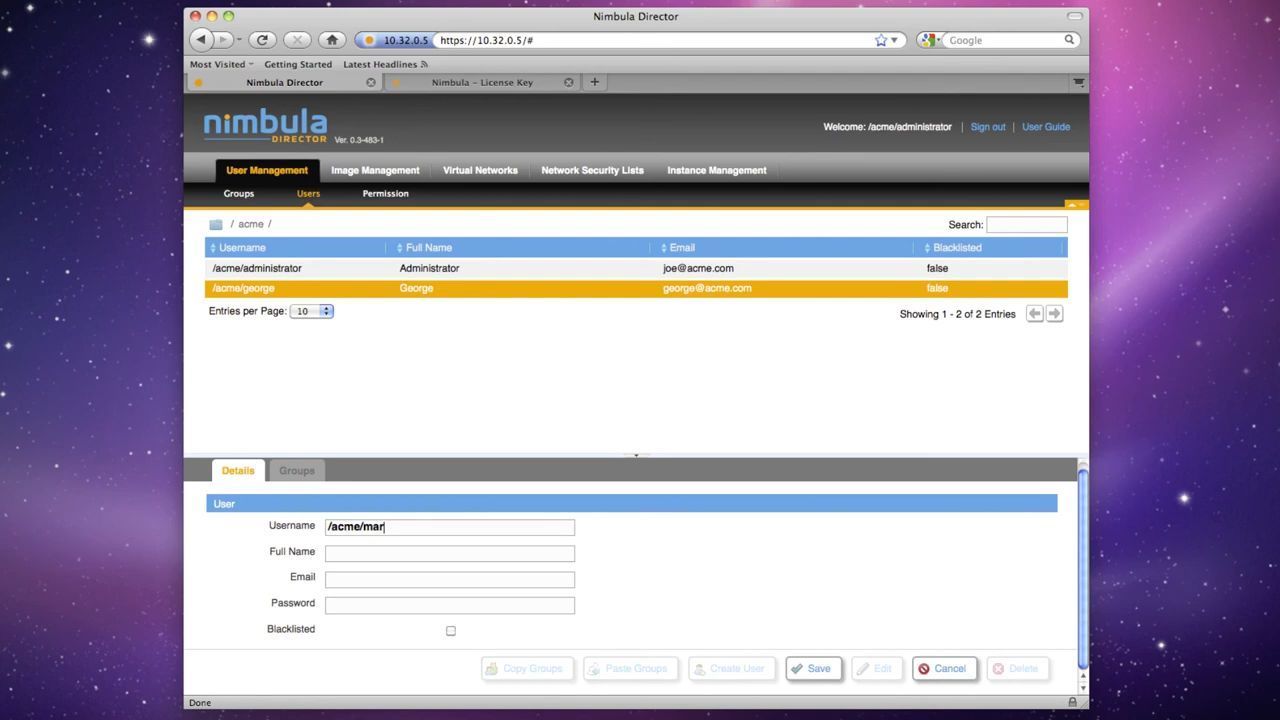 Nimbula Director
10.32.0.5 https://10.32.0.5/# Google
Most Visited Getting Started Latest Headlines
Nimbula Director Nimbula – License Key
nimbula
DIRECTOR Ver. 0.3-483-1
Welcome: /acme/administrator | Sign out | User Guide
User Management Image Management Virtual Networks Network Security Lists Instance Management
Groups Users Permission
/ acme / Search:
Username Full Name Email Blacklisted
/acme/administrator Administrator joe@acme.com false
/acme/george George george@acme.com false
Entries per Page: 10 Showing 1 - 2 of 2 Entries
Details Groups
User
Username /acme/mar
Full Name
Email
Password
Blacklisted
Copy Groups Paste Groups Create User Save Edit Cancel Delete
Done